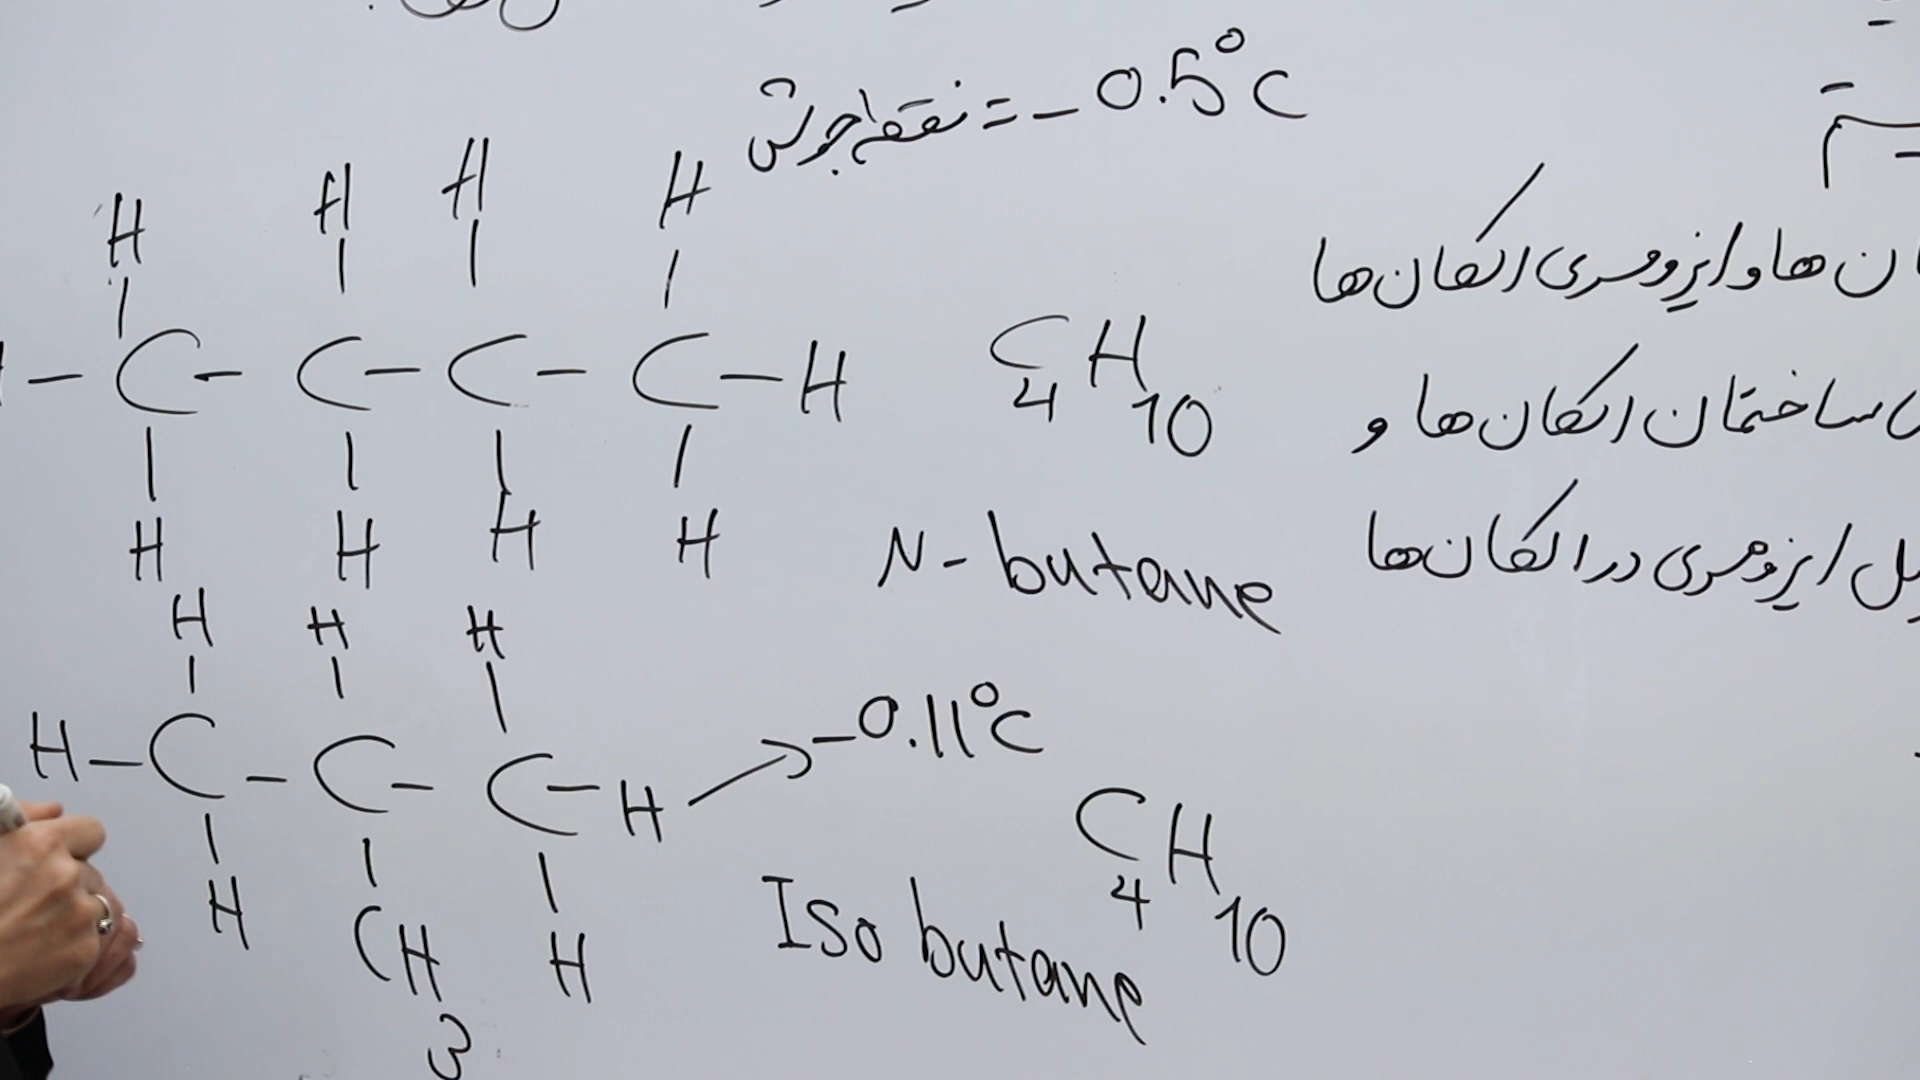 نقطه جوش = -0.5°C
H H H H
- C - C - C - C - H
C4H10
H H H H
N-butane
H H H
H - C - C - C - H → -0.11°C
C4H10
H CH3 H
Iso butane
ها و ایزومری الکان ها
ساختمان الکان ها و
ایزومری در الکان ها